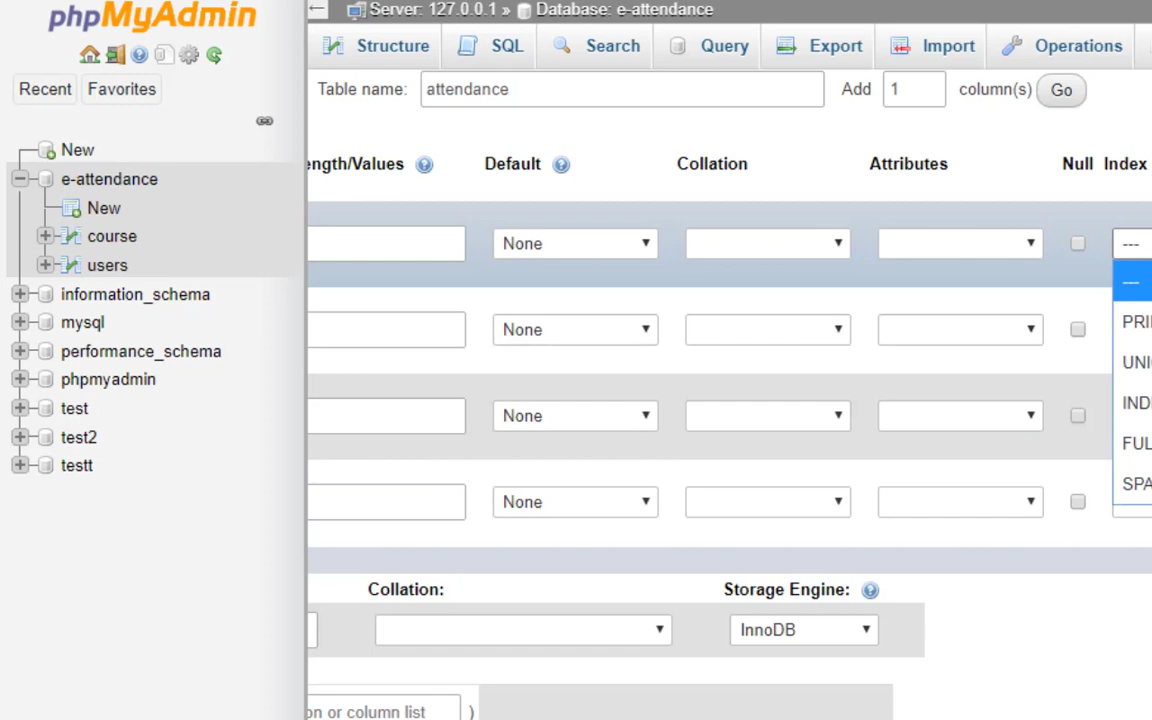 phpMyAdmin
Recent Favorites
New
e-attendance
New
course
users
information_schema
mysql
performance_schema
phpmyadmin
test
test2
testt
Server: 127.0.0.1 » Database: e-attendance
Structure SQL Search Query Export Import Operations
Table name: attendance Add 1 column(s) Go
ength/Values Default Collation Attributes Null Index
None ---
---
None PRI
UNI
None IND
FUL
None SPA
Collation: Storage Engine:
InnoDB
on or column list )